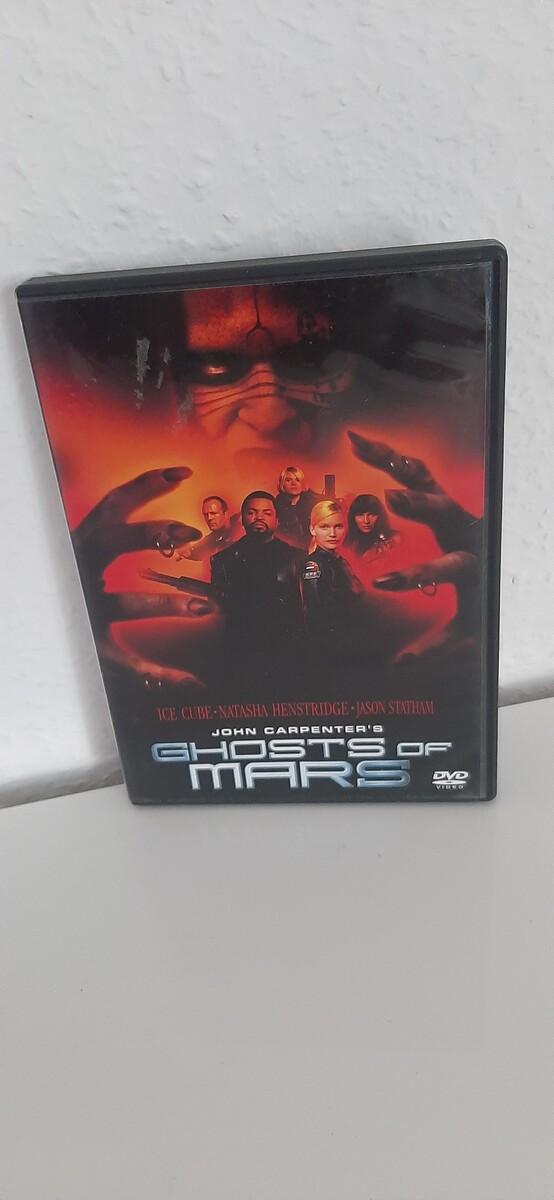 ICE CUBE • NATASHA HENSTRIDGE • JASON STATHAM
JOHN CARPENTER'S
GHOSTS OF
MARS
DVD
VIDEO